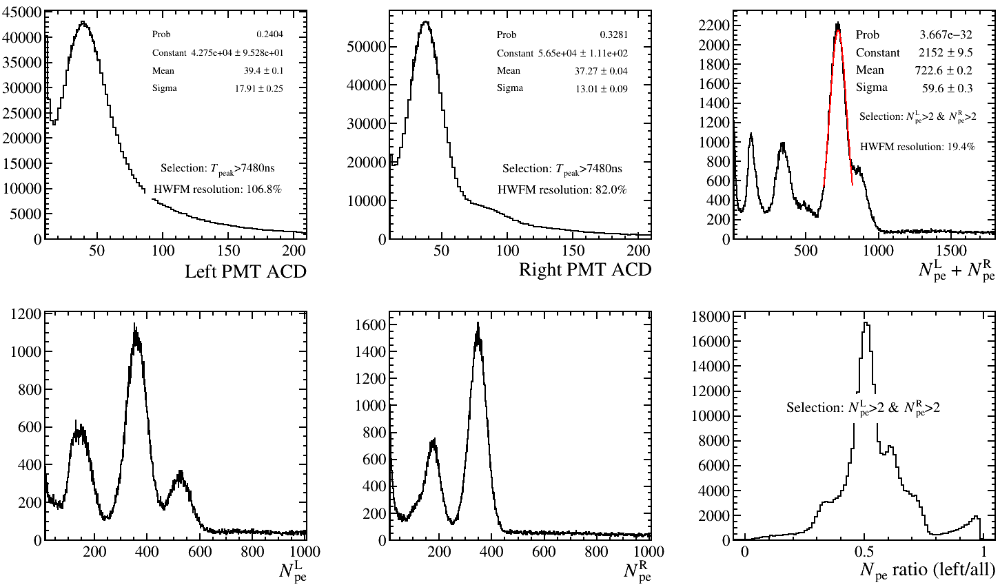 45000
40000
35000
30000
25000
20000
15000
10000
5000
0
Prob 0.2404
Constant 4.275e+04 ± 9.528e+01
Mean 39.4 ± 0.1
Sigma 17.91 ± 0.25
Selection: T_peak>7480ns
HWFM resolution: 106.8%
50 100 150 200
Left PMT ACD
50000
40000
30000
20000
10000
0
Prob 0.3281
Constant 5.65e+04 ± 1.11e+02
Mean 37.27 ± 0.04
Sigma 13.01 ± 0.09
Selection: T_peak>7480ns
HWFM resolution: 82.0%
50 100 150 200
Right PMT ACD
2200
2000
1800
1600
1400
1200
1000
800
600
400
200
0
Prob 3.667e−32
Constant 2152 ± 9.5
Mean 722.6 ± 0.2
Sigma 59.6 ± 0.3
Selection: N^L_pe>2 & N^R_pe>2
HWFM resolution: 19.4%
500 1000 1500
N^L_pe + N^R_pe
1200
1000
800
600
400
200
0
200 400 600 800 1000
N^L_pe
1600
1400
1200
1000
800
600
400
200
0
200 400 600 800 1000
N^R_pe
18000
16000
14000
12000
10000
8000
6000
4000
2000
0
Selection: N^L_pe>2 & N^R_pe>2
0 0.5 1
N_pe ratio (left/all)